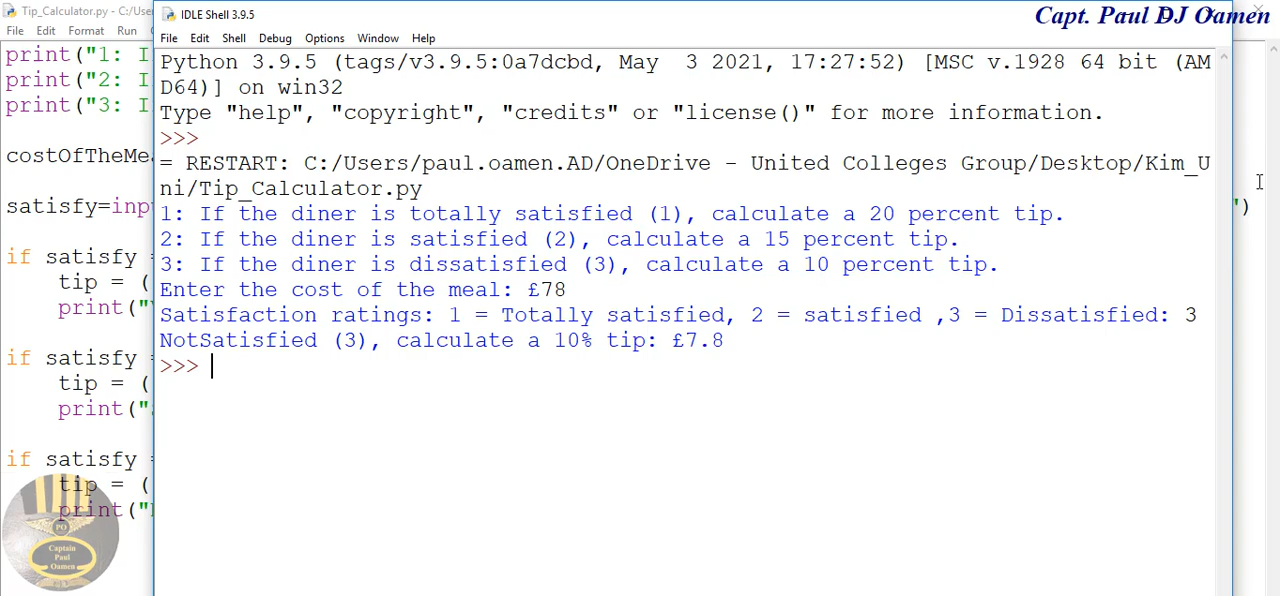 Tip_Calculator.py - C:/Users
File Edit Format Run
IDLE Shell 3.9.5
Capt. Paul DJ Oamen
File Edit Shell Debug Options Window Help
Python 3.9.5 (tags/v3.9.5:0a7dcbd, May  3 2021, 17:27:52) [MSC v.1928 64 bit (AM
D64)] on win32
Type "help", "copyright", "credits" or "license()" for more information.
>>>
= RESTART: C:/Users/paul.oamen.AD/OneDrive - United Colleges Group/Desktop/Kim_U
ni/Tip_Calculator.py
1: If the diner is totally satisfied (1), calculate a 20 percent tip.
2: If the diner is satisfied (2), calculate a 15 percent tip.
3: If the diner is dissatisfied (3), calculate a 10 percent tip.
Enter the cost of the meal: £78
Satisfaction ratings: 1 = Totally satisfied, 2 = satisfied ,3 = Dissatisfied: 3
NotSatisfied (3), calculate a 10% tip: £7.8
>>>
print("1: I
print("2: I
print("3: I
costOfTheMea
satisfy=inp
")
if satisfy =
tip = (
print("
if satisfy =
tip = (
print("
if satisfy =
tip = (
print("
PO
Captain
Paul
Oamen